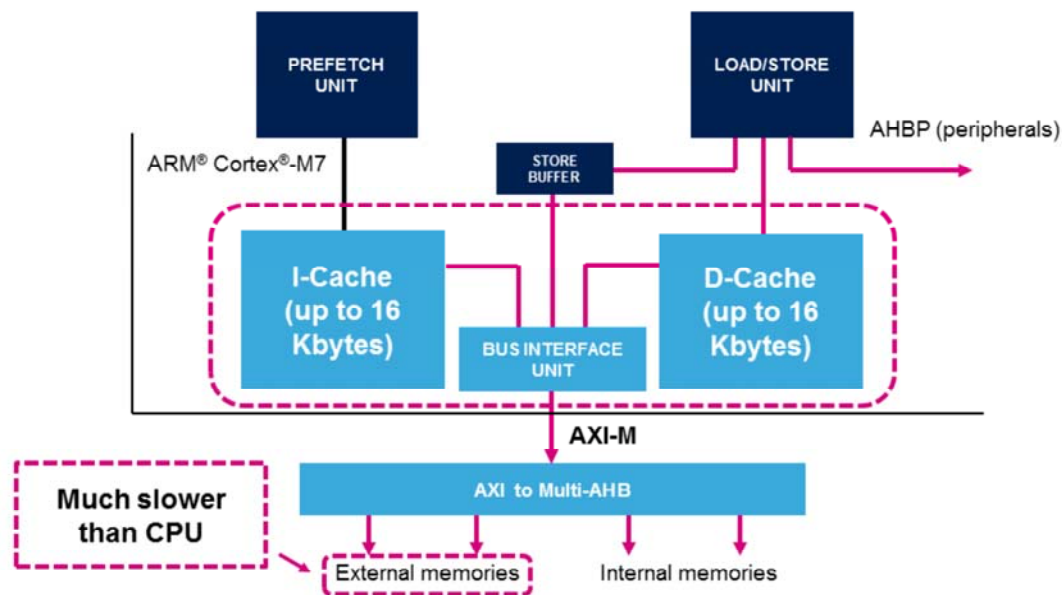 PREFETCH
UNIT
LOAD/STORE
UNIT
AHBP (peripherals)
ARM® Cortex®-M7
STORE
BUFFER
I-Cache
(up to 16
Kbytes)
D-Cache
(up to 16
Kbytes)
BUS INTERFACE
UNIT
AXI-M
AXI to Multi-AHB
Much slower
than CPU
External memories
Internal memories